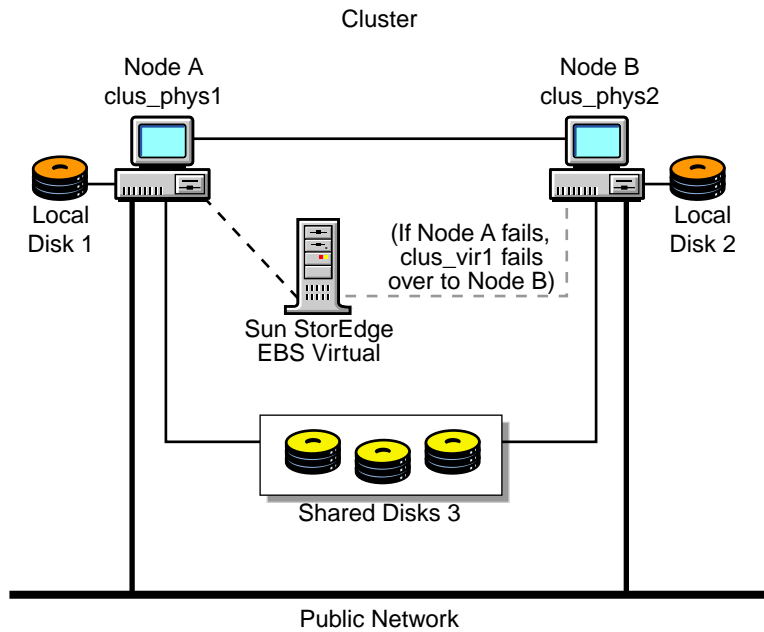 Cluster
Node A
clus_phys1
Node B
clus_phys2
Local
Disk 1
Local
Disk 2
(If Node A fails,
clus_vir1 fails
over to Node B)
Sun StorEdge
EBS Virtual
Shared Disks 3
Public Network